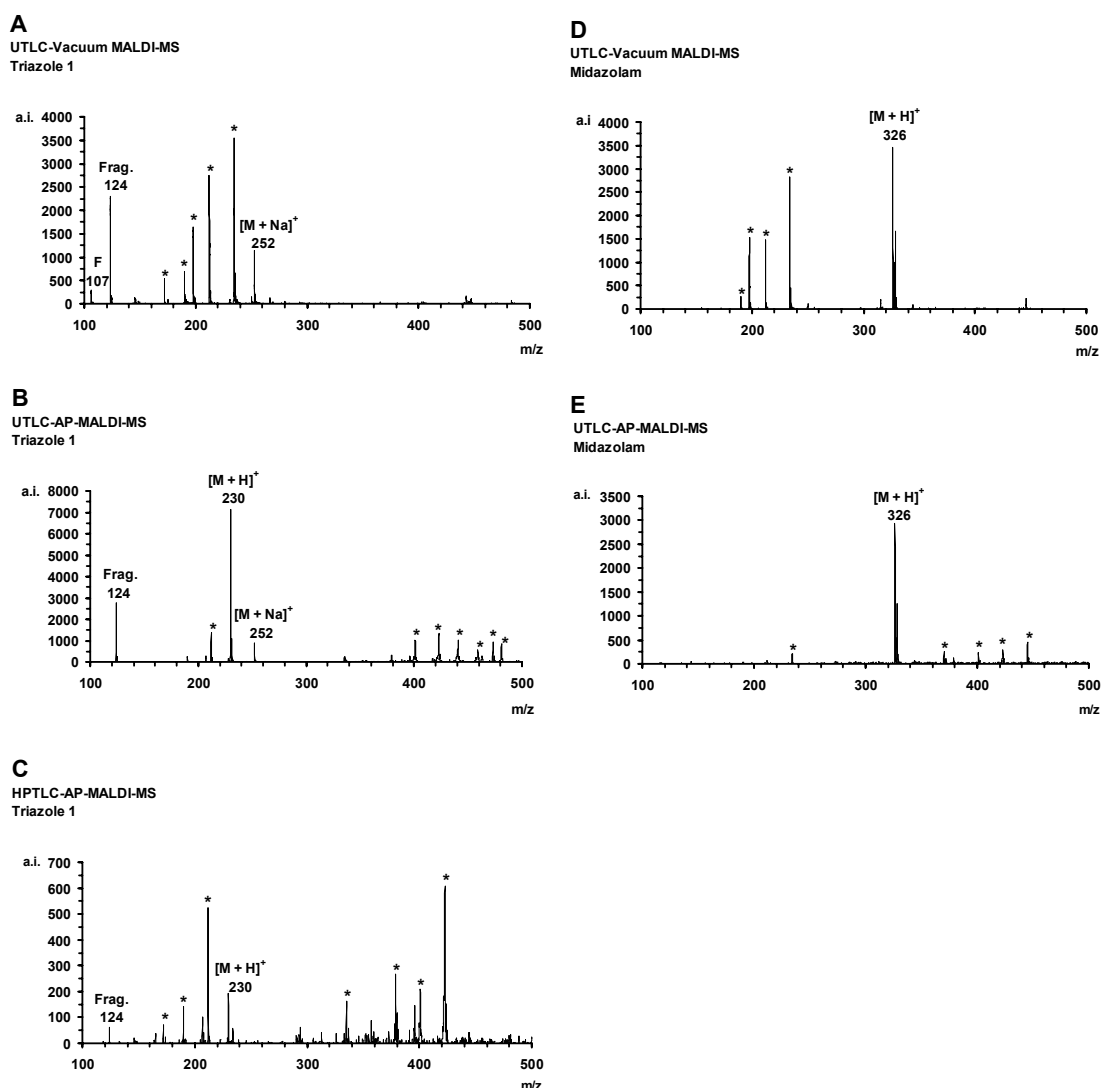 A
UTLC-Vacuum MALDI-MS
Triazole 1
a.i.
4000
3500
3000
2500
2000
1500
1000
500
0
Frag.
124
F
107
*
*
*
*
*
[M + Na]+
252
100 200 300 400 500
m/z
B
UTLC-AP-MALDI-MS
Triazole 1
a.i.
8000
7000
6000
5000
4000
3000
2000
1000
0
Frag.
124
*
[M + H]+
230
[M + Na]+
252
* * * * * *
100 200 300 400 500
m/z
C
HPTLC-AP-MALDI-MS
Triazole 1
a.i.
700
600
500
400
300
200
100
0
Frag.
124
*
*
*
[M + H]+
230
*
*
*
*
100 200 300 400 500
m/z
D
UTLC-Vacuum MALDI-MS
Midazolam
a.i
4000
3500
3000
2500
2000
1500
1000
500
0
*
*
*
*
[M + H]+
326
100 200 300 400 500
m/z
E
UTLC-AP-MALDI-MS
Midazolam
a.i.
3500
3000
2500
2000
1500
1000
500
0
*
[M + H]+
326
* * * *
100 200 300 400 500
m/z